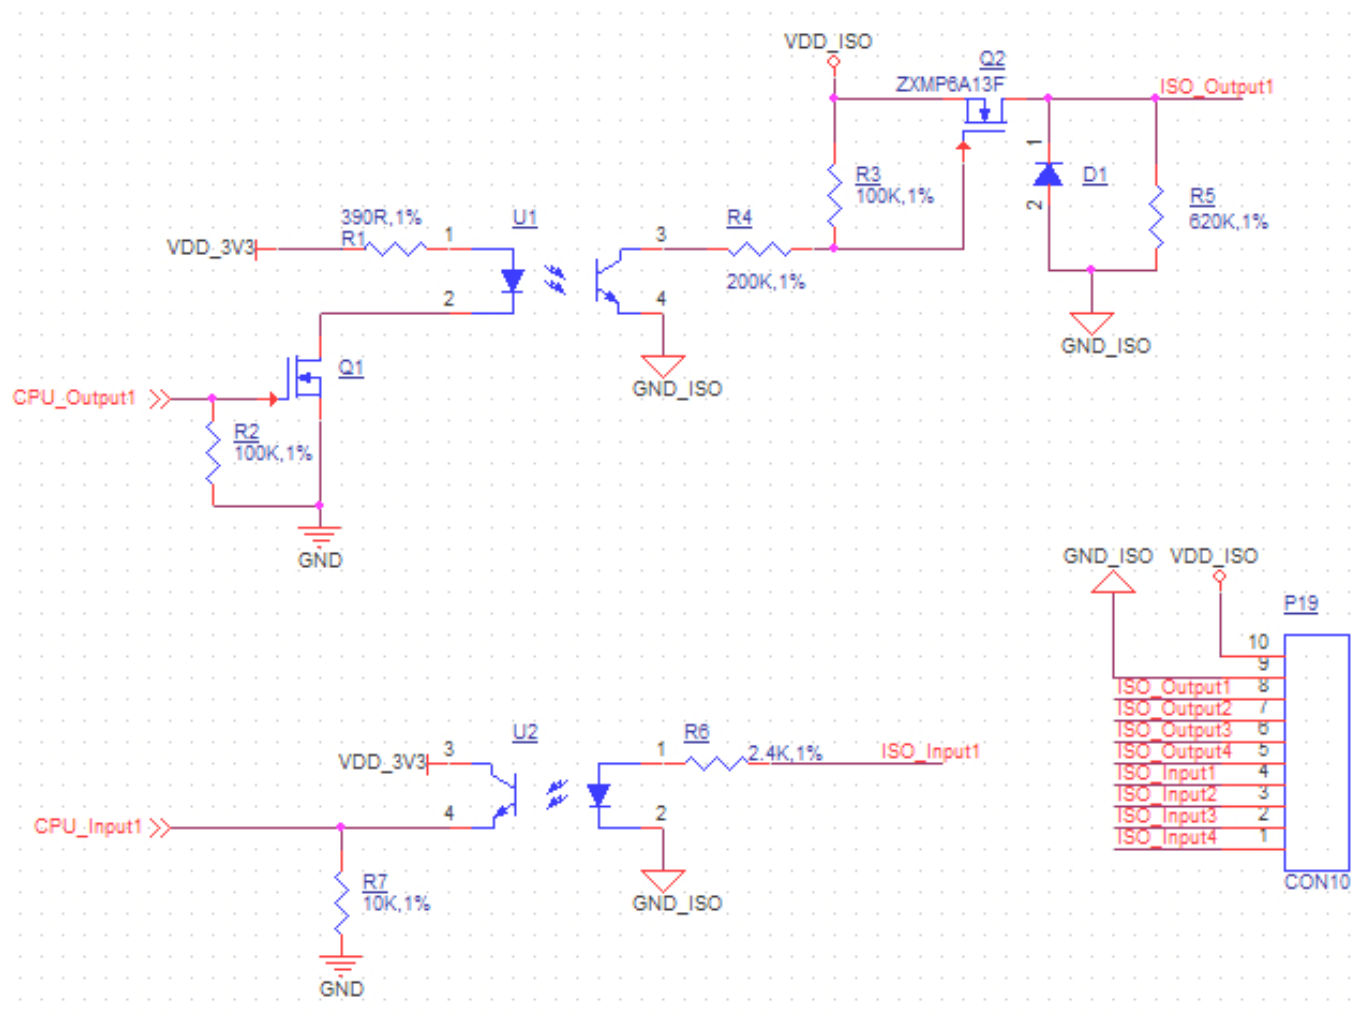 VDD_ISO
Q2
ZXMP6A13F
ISO_Output1
1
D1
2
R3
100K,1%
R5
620K,1%
390R,1%
R1
VDD_3V3
1
U1
3
R4
200K,1%
2
4
GND_ISO
GND_ISO
Q1
CPU_Output1
R2
100K,1%
GND
GND_ISO
VDD_ISO
P19
10
9
ISO_Output1 8
ISO_Output2 7
ISO_Output3 6
ISO_Output4 5
ISO_Input1 4
ISO_Input2 3
ISO_Input3 2
ISO_Input4 1
CON10
VDD_3V3
3
U2
1
R6
2.4K,1%
ISO_Input1
CPU_Input1
4
2
GND_ISO
R7
10K,1%
GND